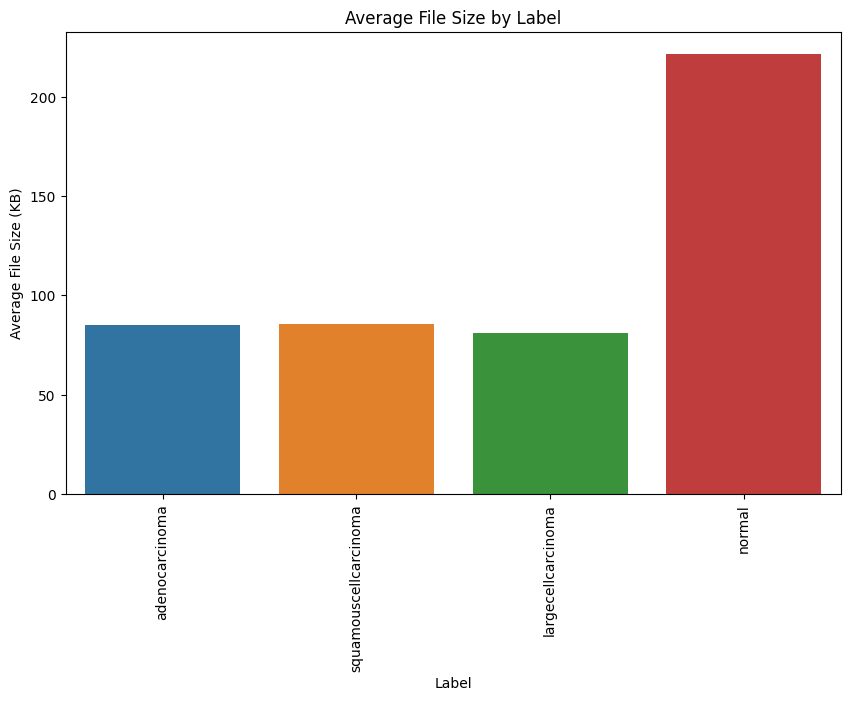 Average File Size by Label
Average File Size (KB)
200
150
100
50
0
adenocarcinoma
squamouscellcarcinoma
largecellcarcinoma
normal
Label